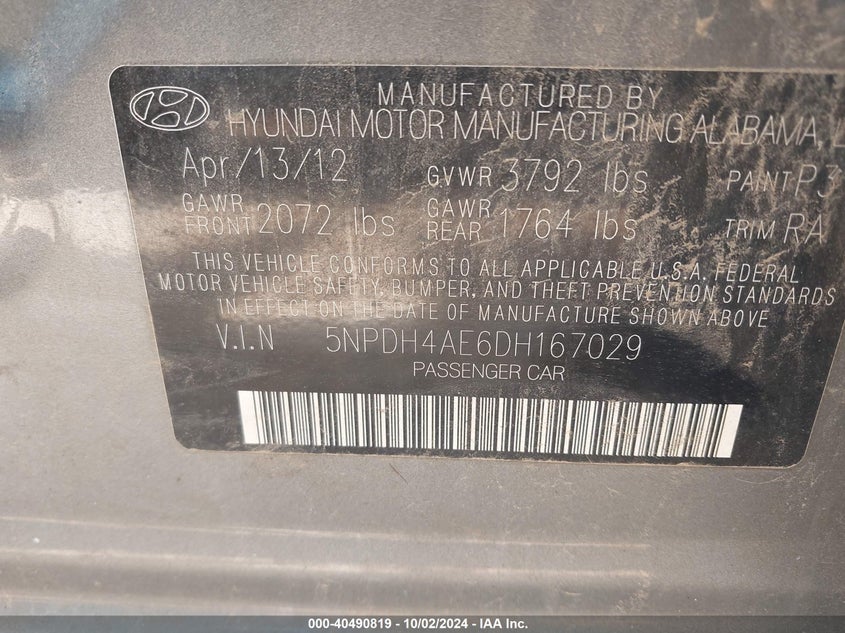 MANUFACTURED BY
HYUNDAI MOTOR MANUFACTURING ALABAMA, L
Apr/13/12 GVWR 3792 lbs PAINT P3
GAWR FRONT 2072 lbs GAWR REAR 1764 lbs TRIM RA
THIS VEHICLE CONFORMS TO ALL APPLICABLE U.S.A. FEDERAL
MOTOR VEHICLE SAFETY, BUMPER, AND THEFT PREVENTION STANDARDS
IN EFFECT ON THE DATE OF MANUFACTURE SHOWN ABOVE
V.I.N 5NPDH4AE6DH167029
PASSENGER CAR
000-40490819 - 10/02/2024 - IAA Inc.